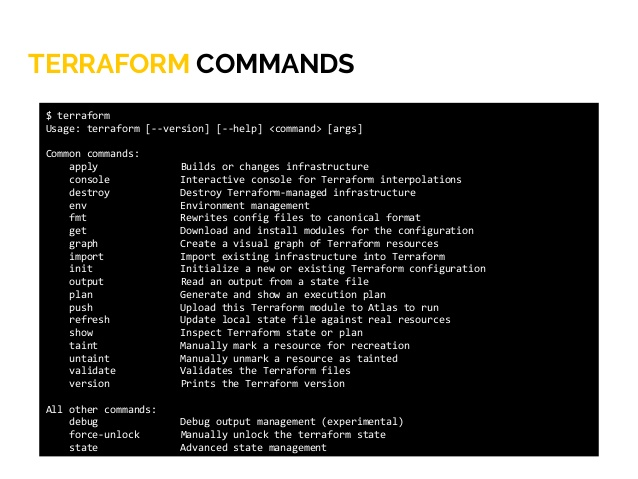 TERRAFORM COMMANDS
$ terraform
Usage: terraform [--version] [--help] <command> [args]
Common commands:
apply Builds or changes infrastructure
console Interactive console for Terraform interpolations
destroy Destroy Terraform-managed infrastructure
env Environment management
fmt Rewrites config files to canonical format
get Download and install modules for the configuration
graph Create a visual graph of Terraform resources
import Import existing infrastructure into Terraform
init Initialize a new or existing Terraform configuration
output Read an output from a state file
plan Generate and show an execution plan
push Upload this Terraform module to Atlas to run
refresh Update local state file against real resources
show Inspect Terraform state or plan
taint Manually mark a resource for recreation
untaint Manually unmark a resource as tainted
validate Validates the Terraform files
version Prints the Terraform version
All other commands:
debug Debug output management (experimental)
force-unlock Manually unlock the terraform state
state Advanced state management